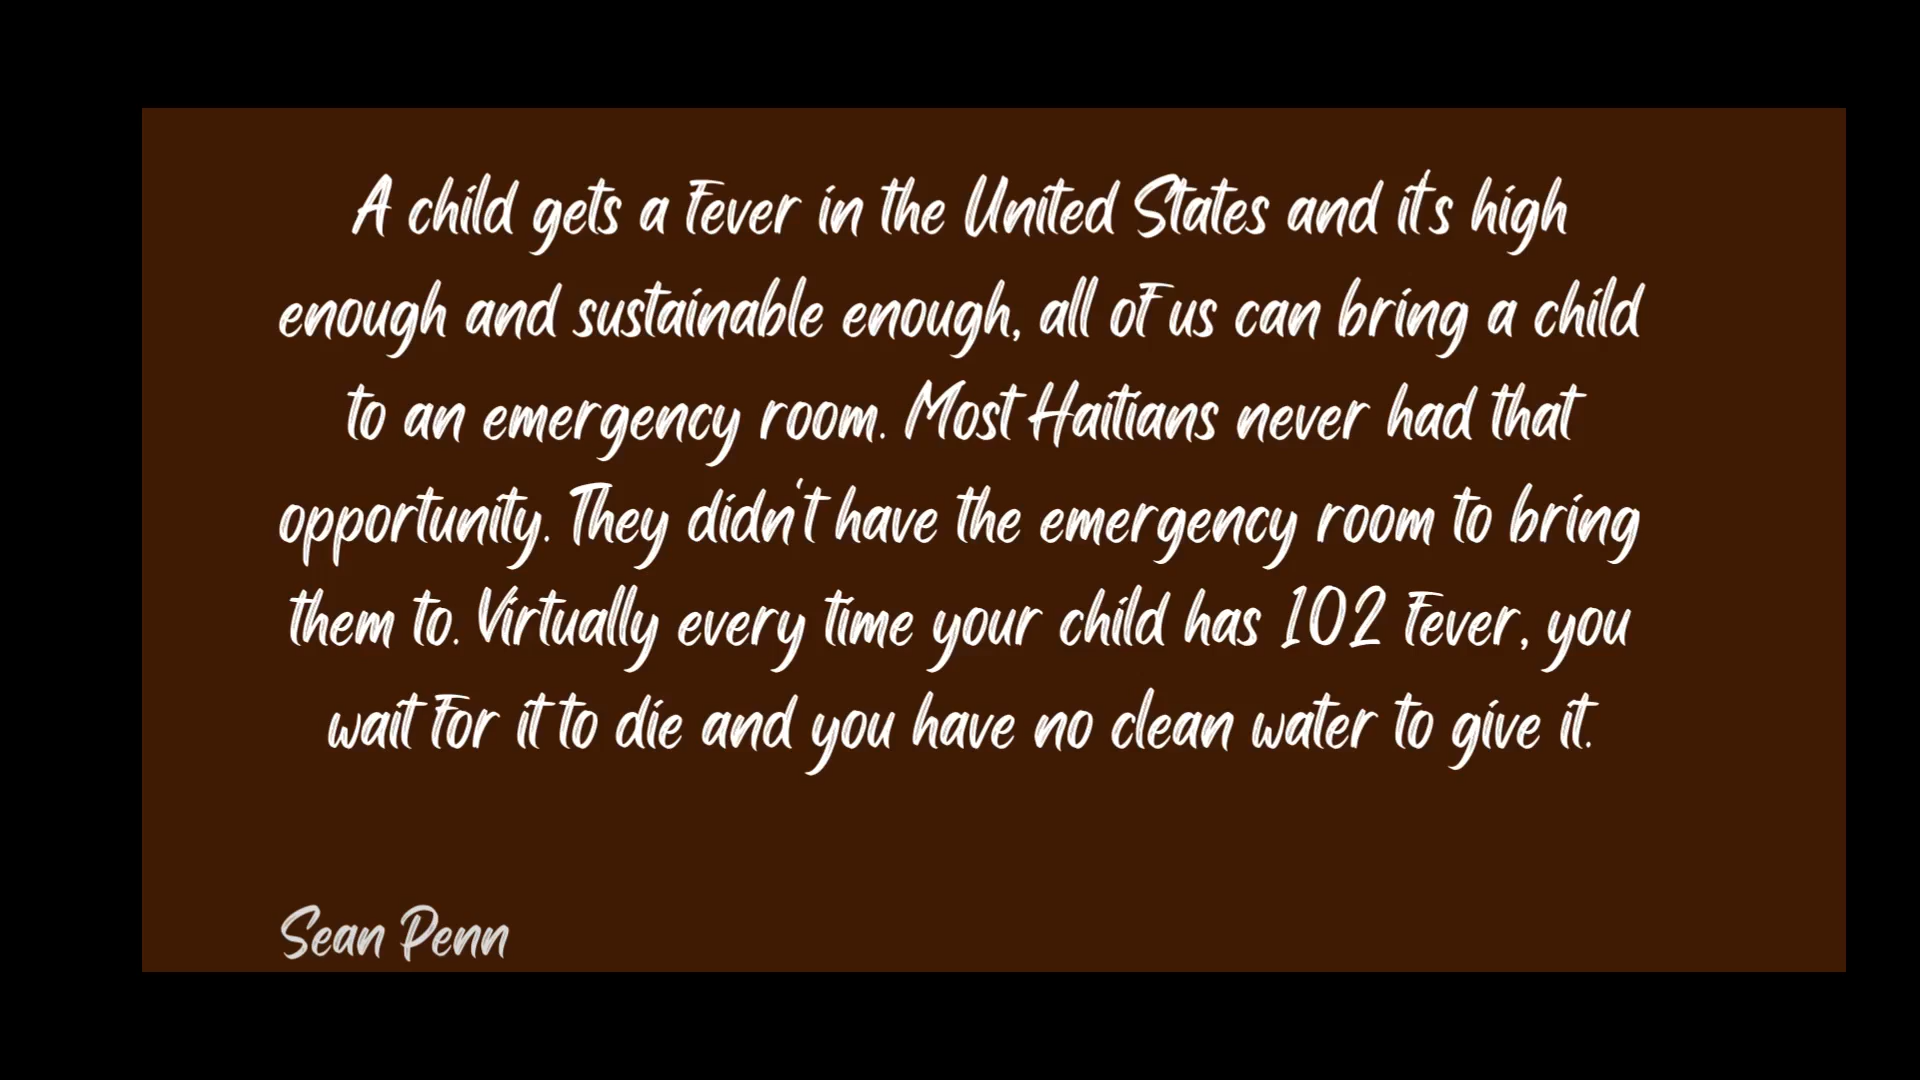 A child gets a fever in the United States and it's high
enough and sustainable enough, all of us can bring a child
to an emergency room. Most Haitians never had that
opportunity. They didn't have the emergency room to bring
them to. Virtually every time your child has 102 fever, you
wait for it to die and you have no clean water to give it.
Sean Penn